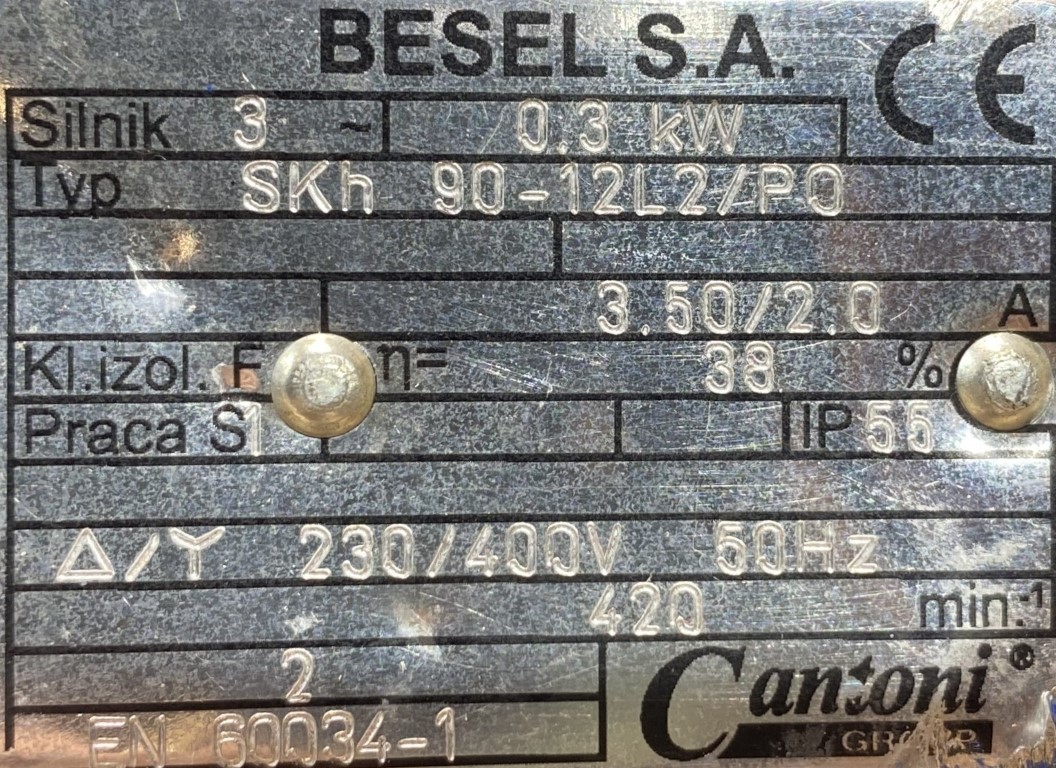 BESEL S.A. CE
Silnik 3 ~ 0.3 kW
Typ SKh 90-12L2/PO
3.50/2.0 A
Kl.izol. F η= 38 %
Praca S1 IP 55
Δ/Y 230/400V 50Hz
420 min.-¹
2
EN 60034-1
Cantoni ®
GROUP